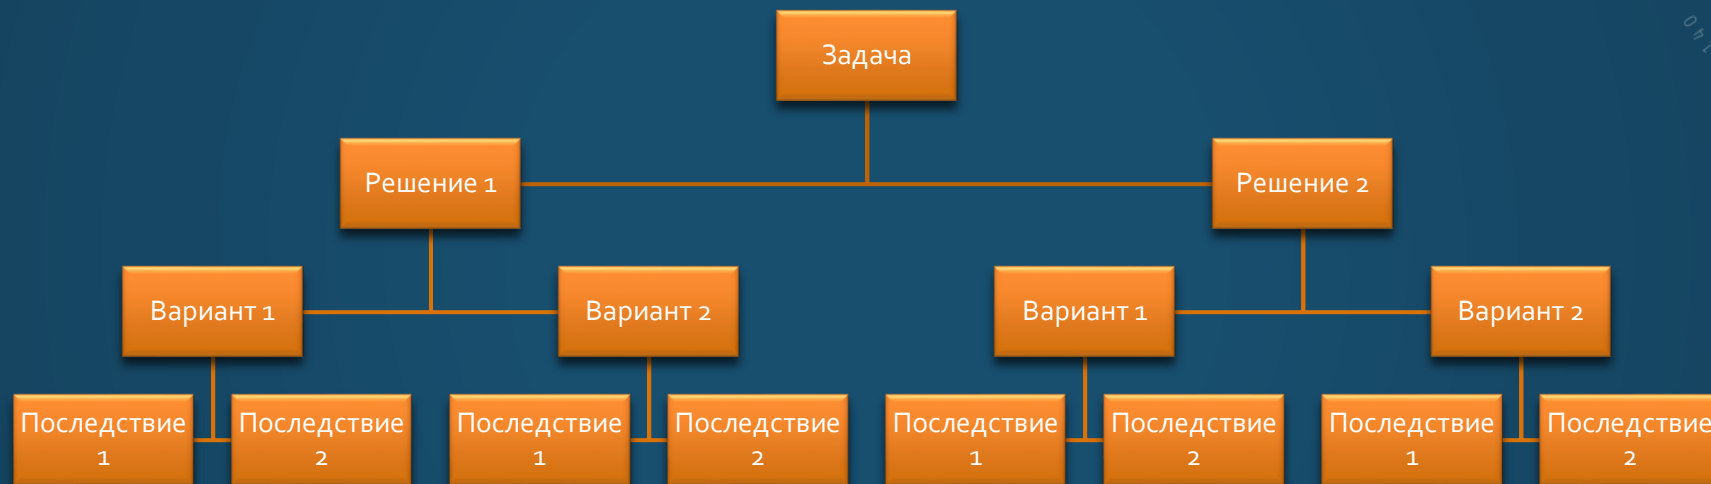 Задача
Решение 1
Решение 2
Вариант 1
Вариант 2
Вариант 1
Вариант 2
Последствие
1
Последствие
2
Последствие
1
Последствие
2
Последствие
1
Последствие
2
Последствие
1
Последствие
2
140